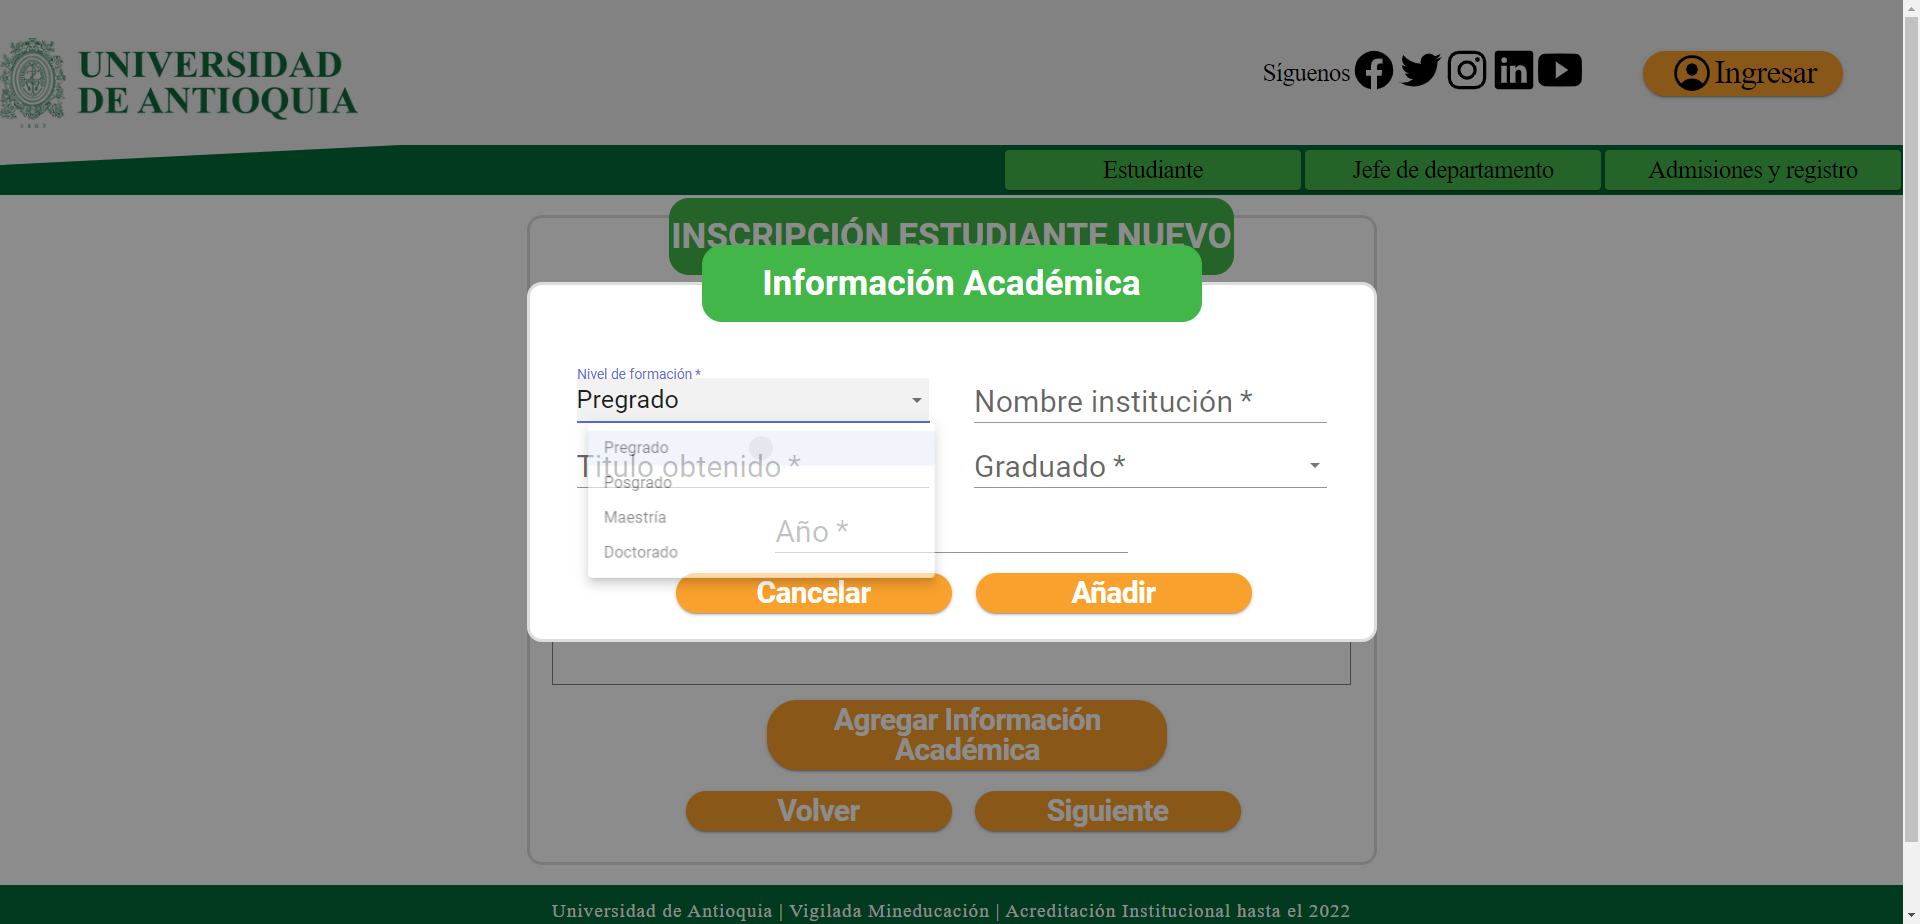 UNIVERSIDAD
DE ANTIOQUIA
1803
Síguenos
Ingresar
Estudiante
Jefe de departamento
Admisiones y registro
INSCRIPCIÓN ESTUDIANTE NUEVO
Información Académica
Nivel de formación *
Pregrado
Nombre institución *
Pregrado
Titulo obtenido *
Graduado *
Posgrado
Maestría
Año *
Doctorado
Cancelar
Añadir
Agregar Información
Académica
Volver
Siguiente
Universidad de Antioquia | Vigilada Mineducación | Acreditación Institucional hasta el 2022